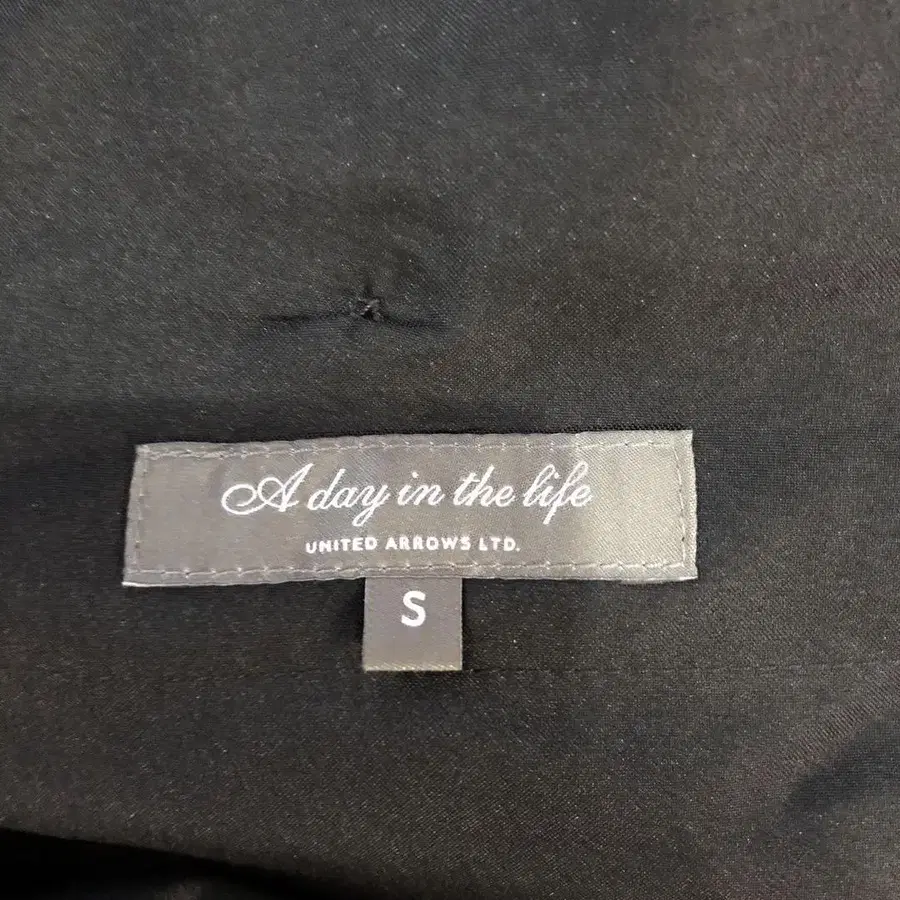 A day in the life
UNITED ARROWS LTD.
S